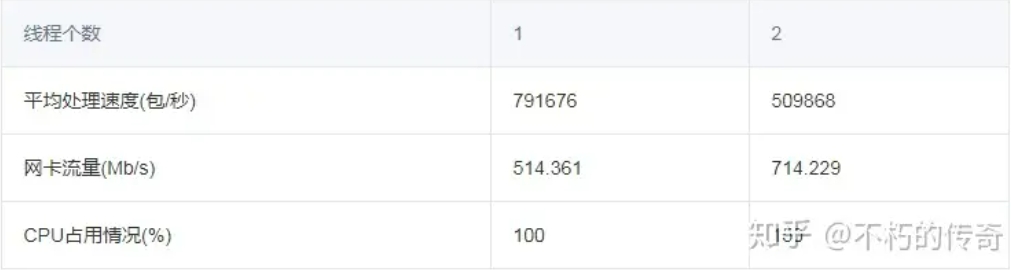 线程个数 1 2
平均处理速度(包/秒) 791676 509868
网卡流量(Mb/s) 514.361 714.229
CPU占用情况(%) 100
知乎 @不朽的传奇